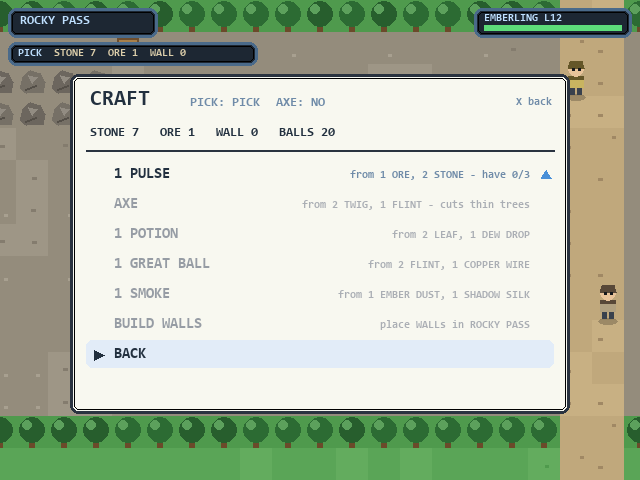 ROCKY PASS
EMBERLING L12
PICK STONE 7 ORE 1 WALL 0
CRAFT PICK: PICK AXE: NO X back
STONE 7 ORE 1 WALL 0 BALLS 20
1 PULSE from 1 ORE, 2 STONE - have 0/3
AXE from 2 TWIG, 1 FLINT - cuts thin trees
1 POTION from 2 LEAF, 1 DEW DROP
1 GREAT BALL from 2 FLINT, 1 COPPER WIRE
1 SMOKE from 1 EMBER DUST, 1 SHADOW SILK
BUILD WALLS place WALLs in ROCKY PASS
BACK